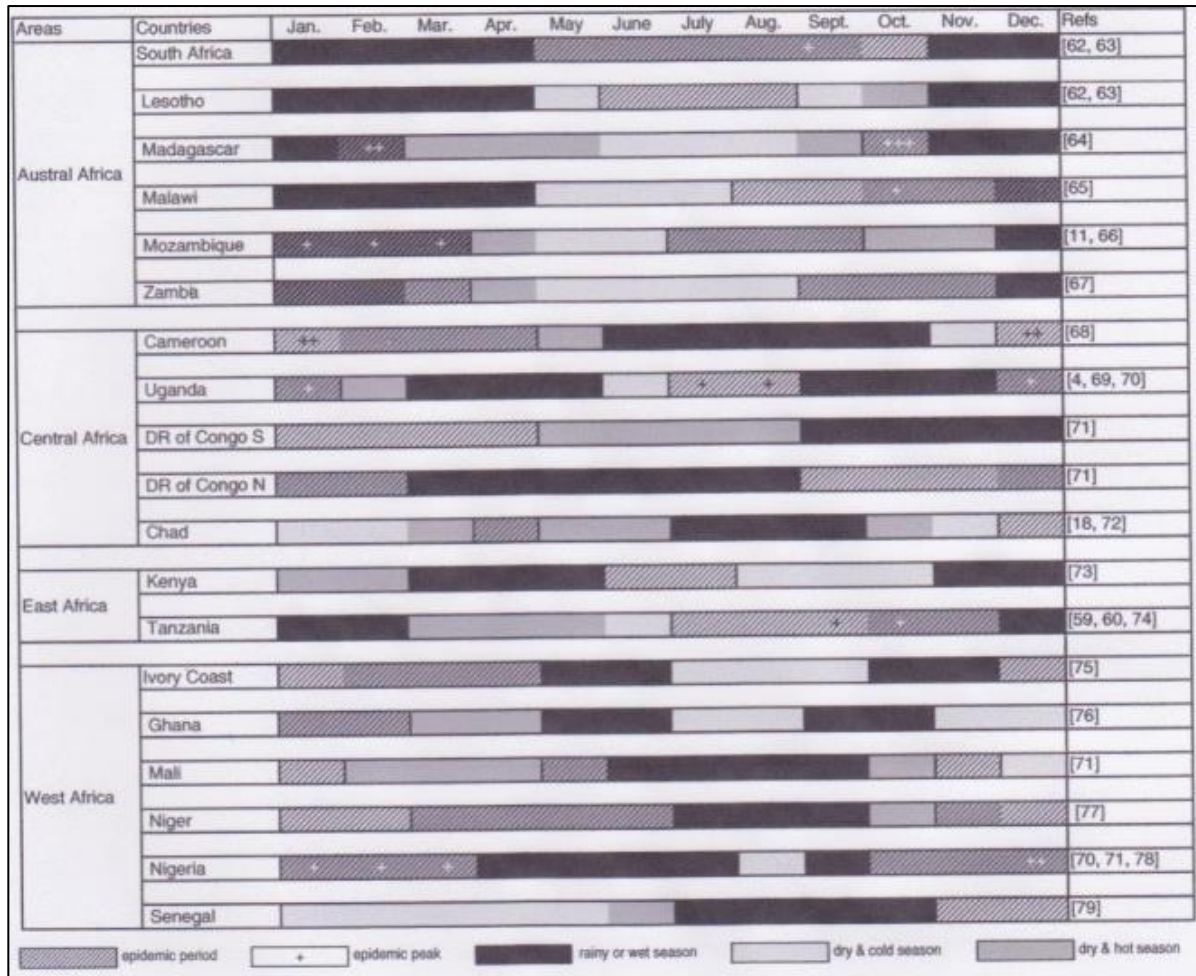 Areas Countries Jan. Feb. Mar. Apr. May June July Aug. Sept. Oct. Nov. Dec. Refs
South Africa + [62, 63]
Lesotho [62, 63]
Madagascar ++ +++ [64]
Austral Africa
Malawi + [65]
Mozambique + + + [11, 66]
Zambia [67]
Cameroon ++ ++ [68]
Uganda + + + + [4, 69, 70]
Central Africa DR of Congo S [71]
DR of Congo N [71]
Chad [18, 72]
Kenya [73]
East Africa
Tanzania + + [59, 60, 74]
Ivory Coast [75]
Ghana [76]
Mali [71]
West Africa
Niger [77]
Nigeria + + + ++ [70, 71, 78]
Senegal [79]
epidemic period + epidemic peak rainy or wet season dry & cold season dry & hot season